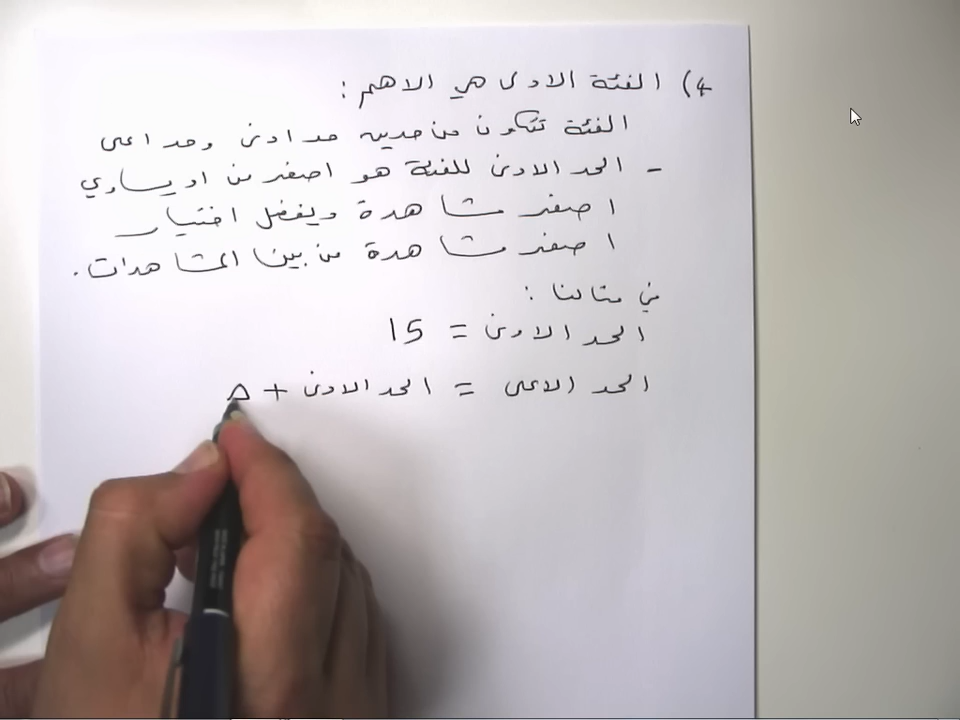 4) الفئة الاولى هي الاهم :
الفئة تتكون من حدين حد ادنى وحد اعلى
- الحد الادنى للفئة هو اصغر من او يساوي
اصغر مشاهدة ويفضل اختيار
اصغر مشاهدة من بين المشاهدات .
في مثالنا :
الحد الادنى = 15
الحد الاعلى = الحد الادنى + Δ